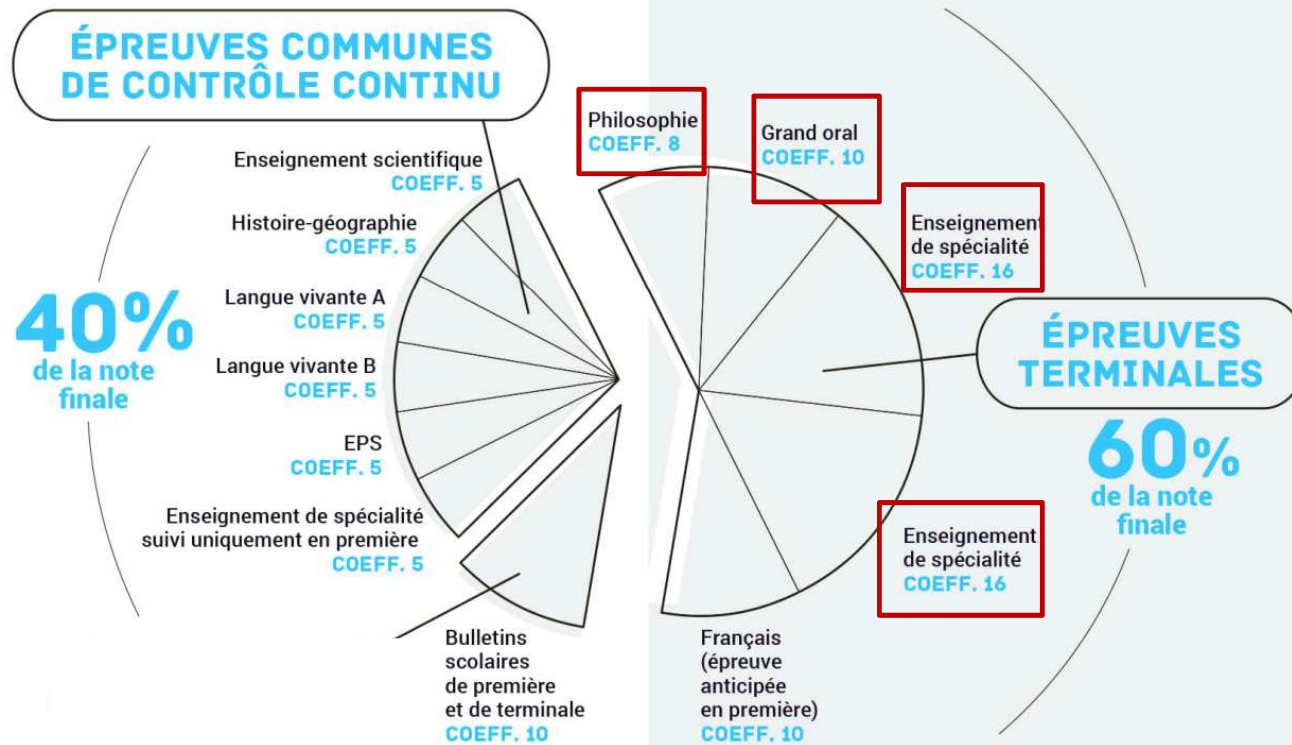 ÉPREUVES COMMUNES
DE CONTRÔLE CONTINU
Enseignement scientifique
COEFF. 5
Histoire-géographie
COEFF. 5
Langue vivante A
COEFF. 5
Langue vivante B
COEFF. 5
EPS
COEFF. 5
Enseignement de spécialité
suivi uniquement en première
COEFF. 5
40%
de la note
finale
Bulletins
scolaires
de première
et de terminale
COEFF. 10
Philosophie
COEFF. 8
Grand oral
COEFF. 10
Enseignement
de spécialité
COEFF. 16
ÉPREUVES
TERMINALES
60%
de la note
finale
Enseignement
de spécialité
COEFF. 16
Français
(épreuve
anticipée
en première)
COEFF. 10